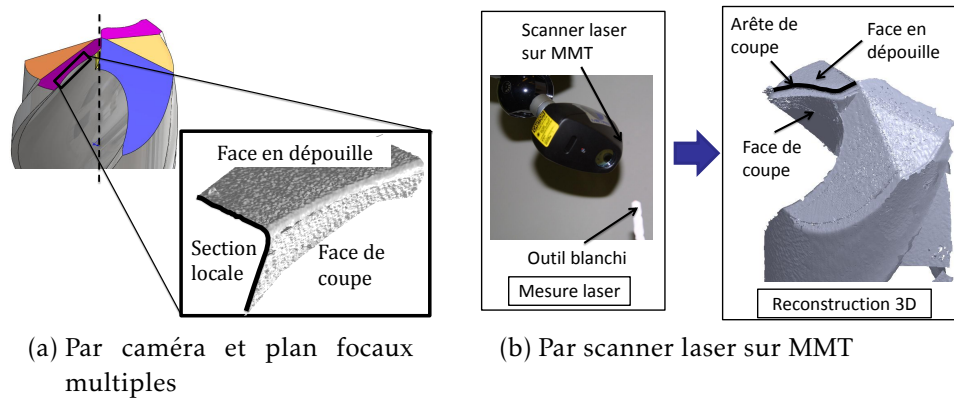 Face en dépouille
Section
locale
Face de
coupe
(a) Par caméra et plan focaux
multiples
Scanner laser
sur MMT
Outil blanchi
Mesure laser
Arête de
coupe
Face en
dépouille
Face de
coupe
Reconstruction 3D
(b) Par scanner laser sur MMT